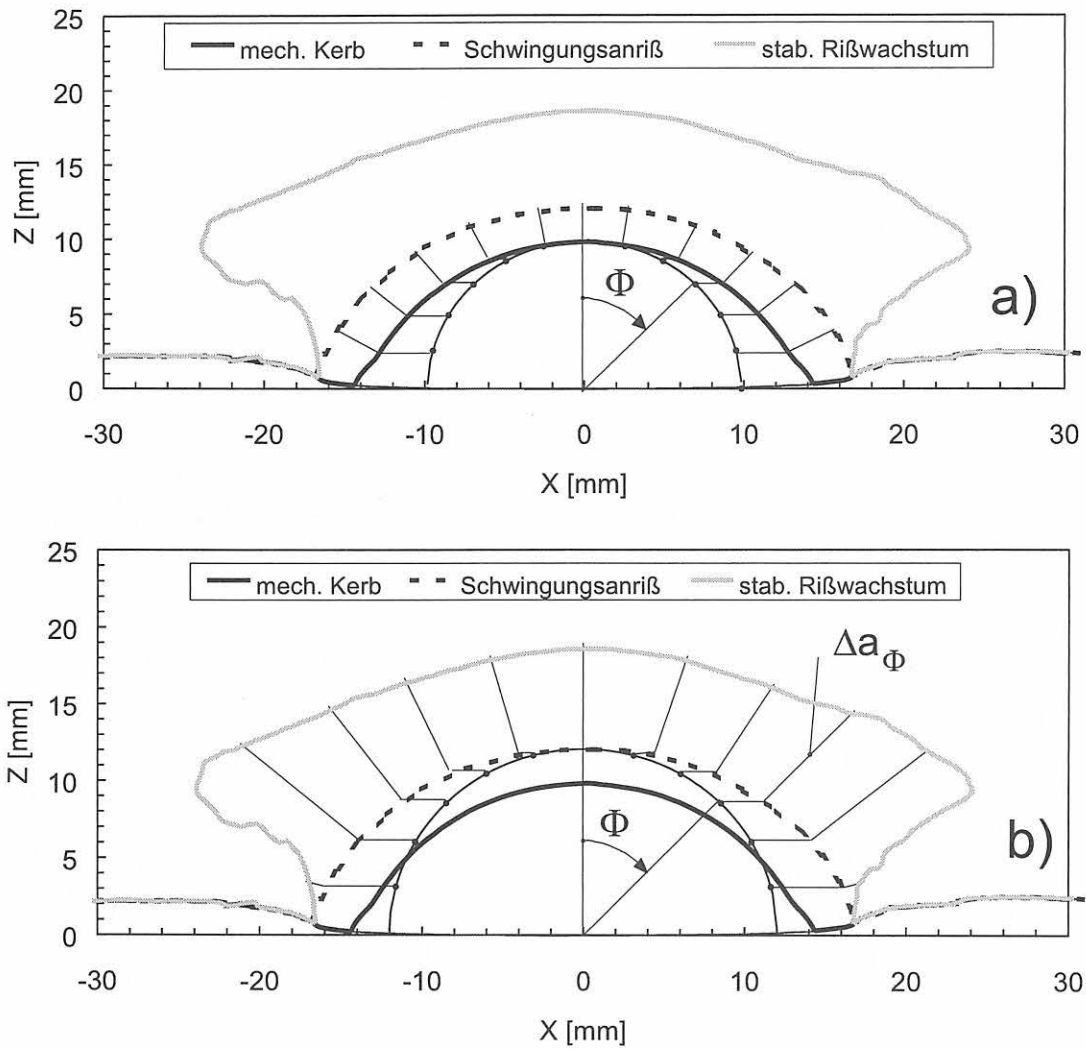 25
20
15
10
5
0
Z [mm]
mech. Kerb Schwingungsanriß stab. Rißwachstum
Φ
a)
-30 -20 -10 0 10 20 30
X [mm]
25
20
15
10
5
0
Z [mm]
mech. Kerb Schwingungsanriß stab. Rißwachstum
Δa Φ
Φ
b)
-30 -20 -10 0 10 20 30
X [mm]